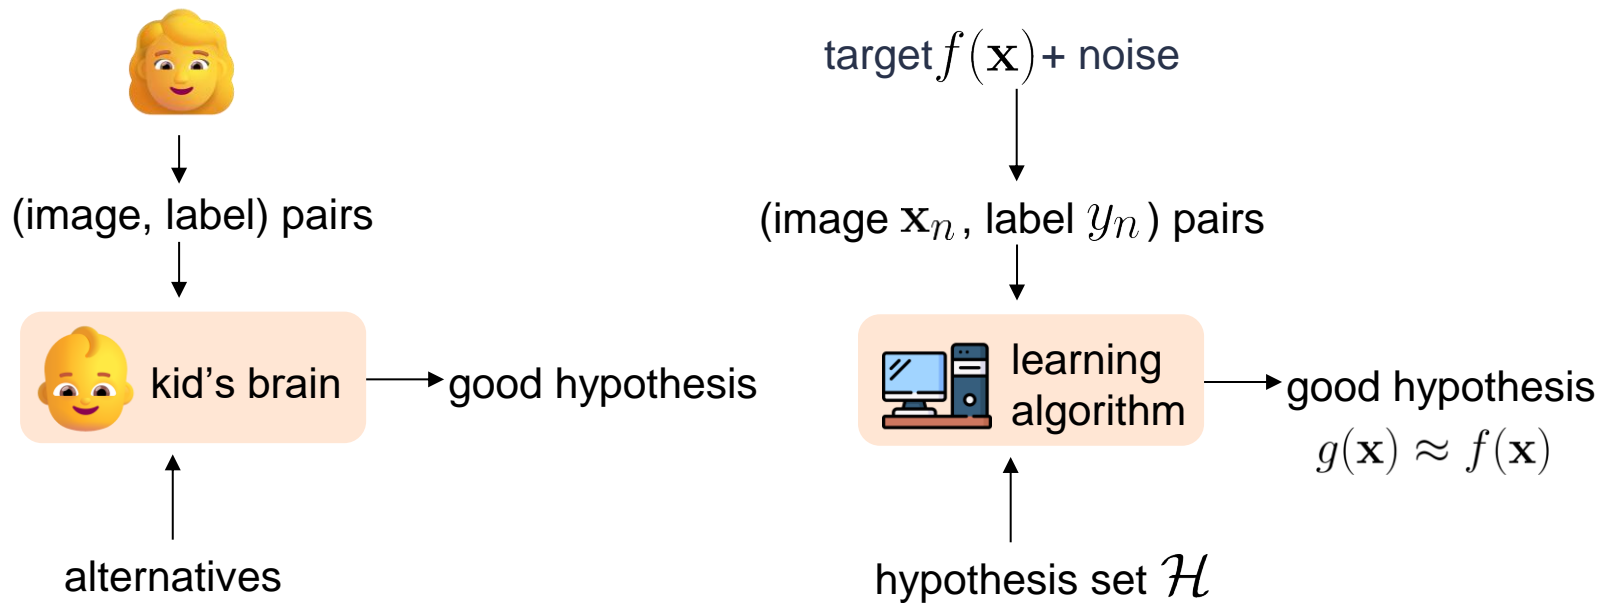 (image, label) pairs
kid's brain
good hypothesis
alternatives
target f(𝐱) + noise
(image 𝐱ₙ, label yₙ) pairs
learning
algorithm
good hypothesis
g(𝐱) ≈ f(𝐱)
hypothesis set ℋ